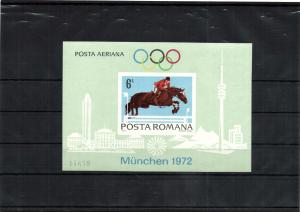 POSTA AERIANA
6L
POSTA ROMANA
München 1972